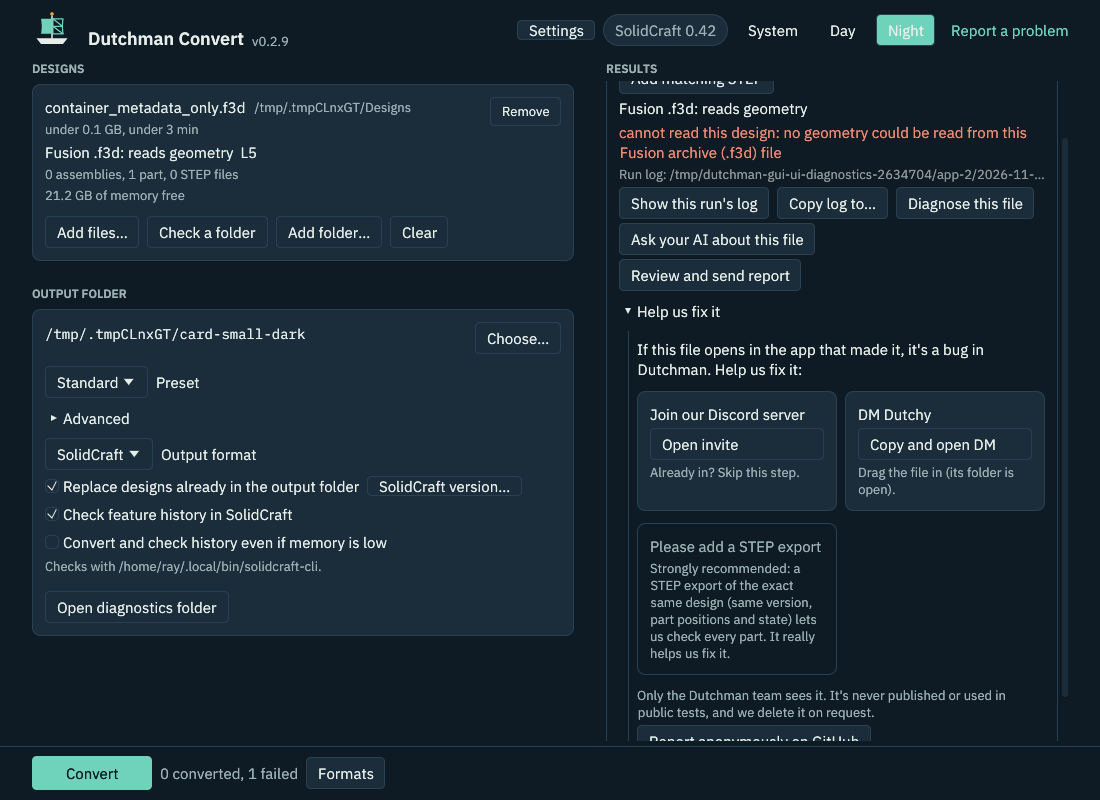 Dutchman Convert v0.2.9
Settings
SolidCraft 0.42
System
Day
Night
Report a problem
DESIGNS
container_metadata_only.f3d /tmp/.tmpCLnxGT/Designs
Remove
under 0.1 GB, under 3 min
Fusion .f3d: reads geometry L5
0 assemblies, 1 part, 0 STEP files
21.2 GB of memory free
Add files...
Check a folder
Add folder...
Clear
OUTPUT FOLDER
/tmp/.tmpCLnxGT/card-small-dark
Choose...
Standard Preset
Advanced
SolidCraft Output format
Replace designs already in the output folder
SolidCraft version...
Check feature history in SolidCraft
Convert and check history even if memory is low
Checks with /home/ray/.local/bin/solidcraft-cli.
Open diagnostics folder
RESULTS
Add matching STEP
Fusion .f3d: reads geometry
cannot read this design: no geometry could be read from this
Fusion archive (.f3d) file
Run log: /tmp/dutchman-gui-ui-diagnostics-2634704/app-2/2026-11-...
Show this run's log
Copy log to...
Diagnose this file
Ask your AI about this file
Review and send report
Help us fix it
If this file opens in the app that made it, it's a bug in
Dutchman. Help us fix it:
Join our Discord server
Open invite
Already in? Skip this step.
DM Dutchy
Copy and open DM
Drag the file in (its folder is
open).
Please add a STEP export
Strongly recommended: a
STEP export of the exact
same design (same version,
part positions and state) lets
us check every part. It really
helps us fix it.
Only the Dutchman team sees it. It's never published or used in
public tests, and we delete it on request.
Report anonymously on GitHub
Convert
0 converted, 1 failed
Formats